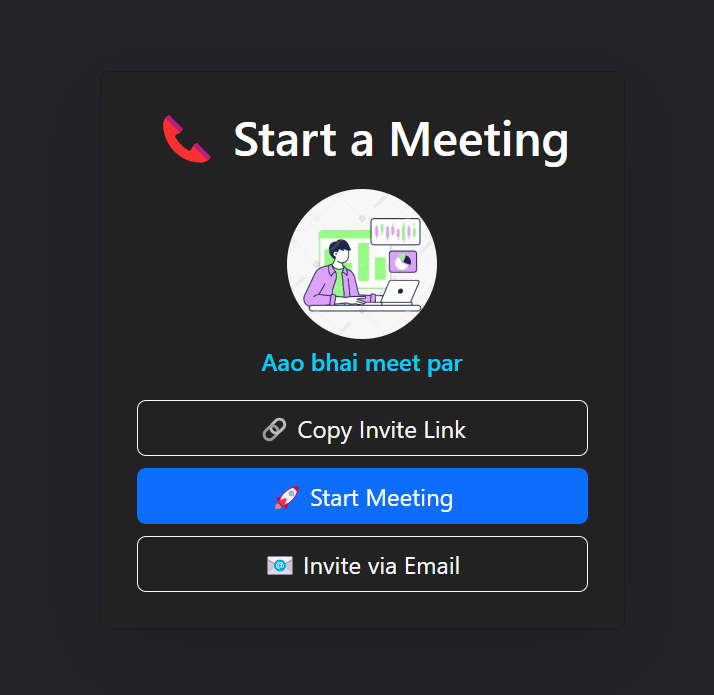 Start a Meeting
Aao bhai meet par
Copy Invite Link
Start Meeting
Invite via Email